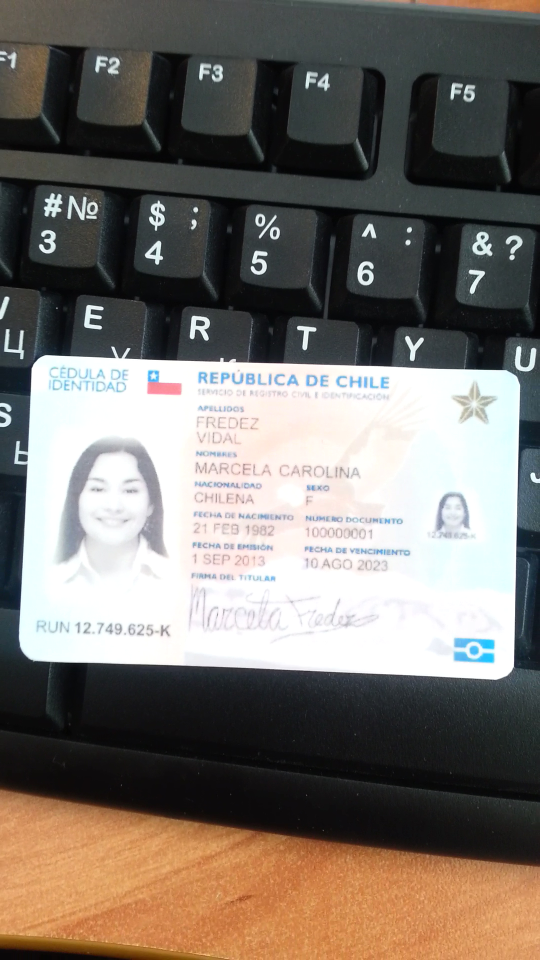 F1 F2 F3 F4 F5
# № $ ; % ^ : & ?
3 4 5 6 7
E R T Y U
Ц
S
CÉDULA DE
IDENTIDAD
REPÚBLICA DE CHILE
SERVICIO DE REGISTRO CIVIL E IDENTIFICACIÓN
APELLIDOS
FREDEZ
VIDAL
NOMBRES
MARCELA CAROLINA
NACIONALIDAD SEXO
CHILENA F
FECHA DE NACIMIENTO NÚMERO DOCUMENTO
21 FEB 1982 100000001
FECHA DE EMISIÓN FECHA DE VENCIMIENTO
1 SEP 2013 10 AGO 2023
FIRMA DEL TITULAR
Marcela Fredez
RUN 12.749.625-K
12.749.625-K